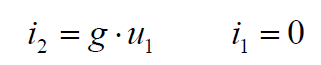 i₂ = g · u₁ i₁ = 0